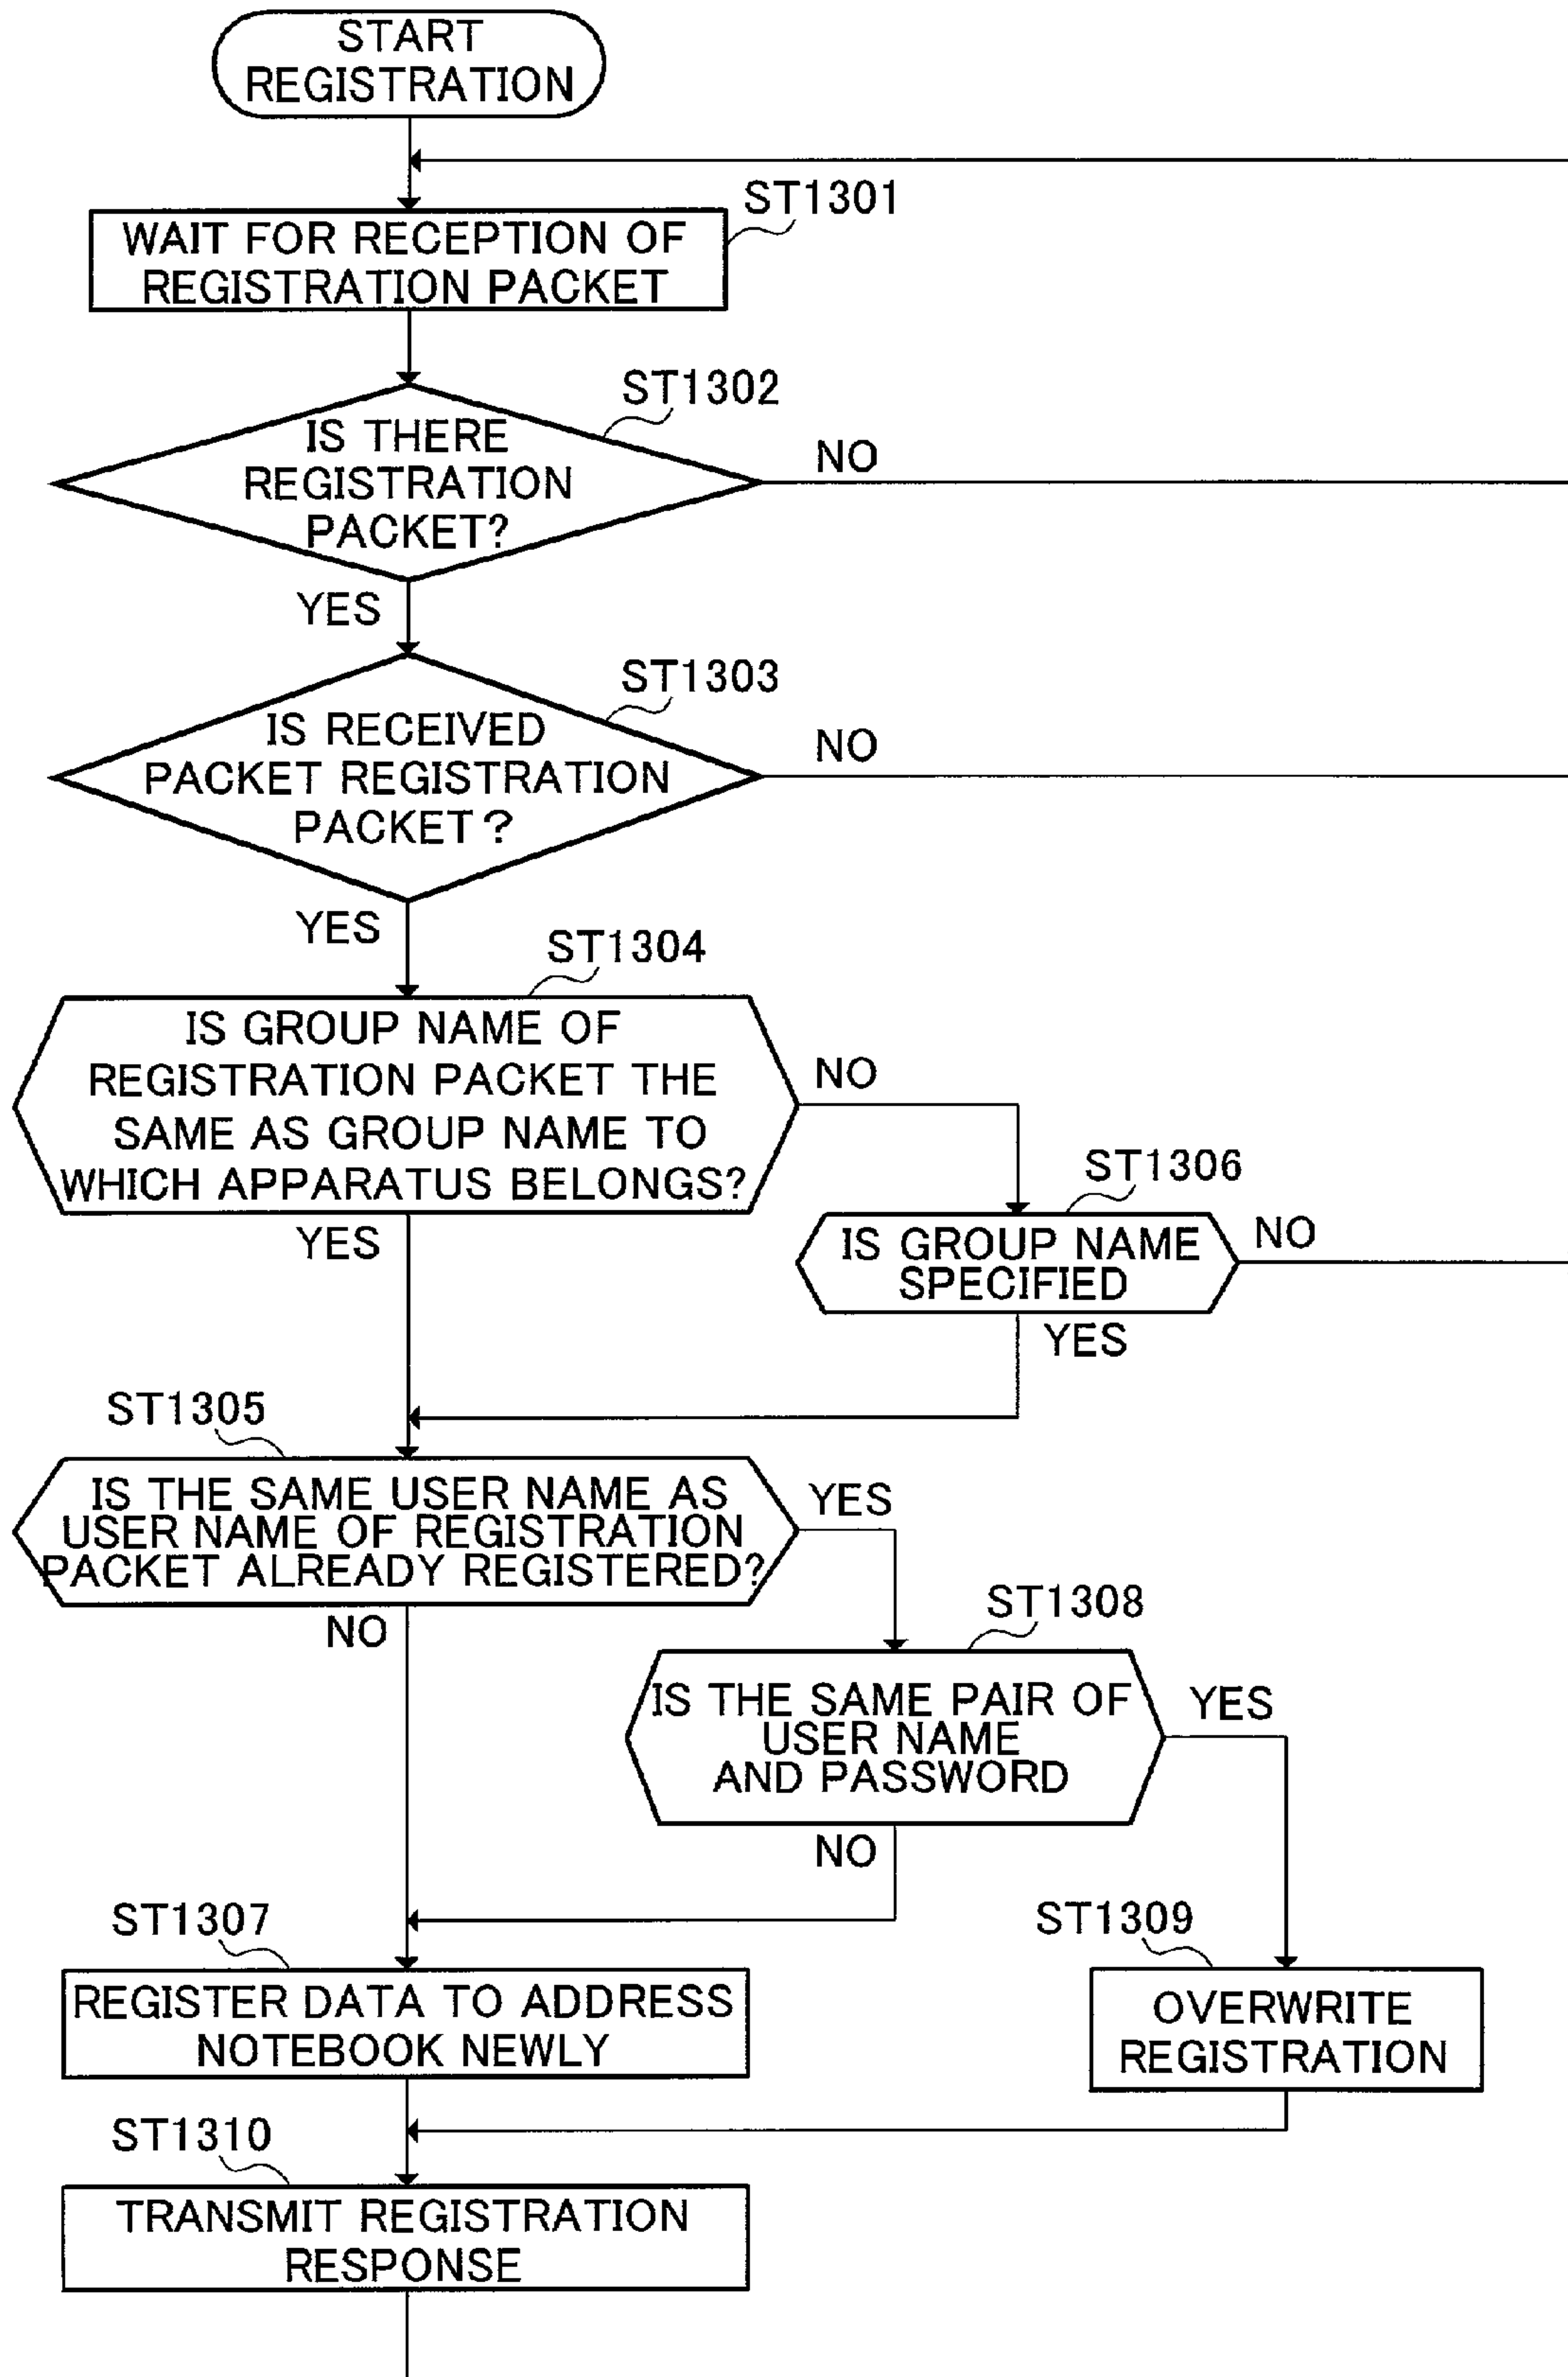 START
REGISTRATION
ST1301
WAIT FOR RECEPTION OF
REGISTRATION PACKET
ST1302
IS THERE
REGISTRATION
PACKET?
NO
YES
ST1303
IS RECEIVED
PACKET REGISTRATION
PACKET?
NO
YES
ST1304
IS GROUP NAME OF
REGISTRATION PACKET THE
SAME AS GROUP NAME TO
WHICH APPARATUS BELONGS?
NO
YES
ST1306
IS GROUP NAME
SPECIFIED
NO
YES
ST1305
IS THE SAME USER NAME AS
USER NAME OF REGISTRATION
PACKET ALREADY REGISTERED?
YES
NO
ST1308
IS THE SAME PAIR OF
USER NAME
AND PASSWORD
YES
NO
ST1307
REGISTER DATA TO ADDRESS
NOTEBOOK NEWLY
ST1309
OVERWRITE
REGISTRATION
ST1310
TRANSMIT REGISTRATION
RESPONSE